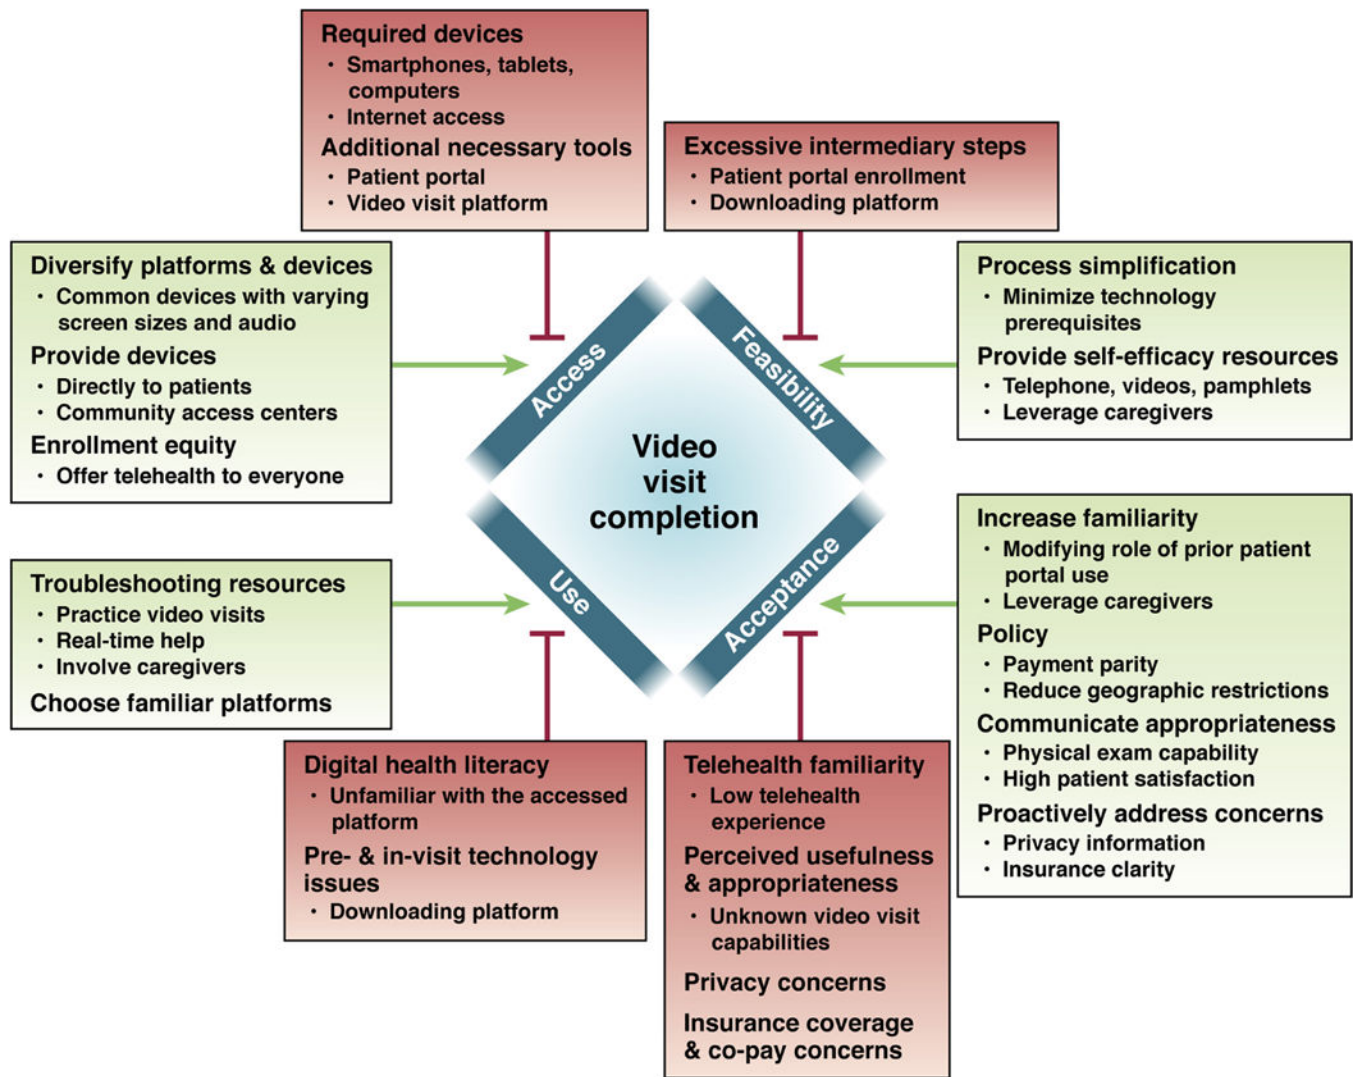 Required devices
· Smartphones, tablets,
computers
· Internet access
Additional necessary tools
· Patient portal
· Video visit platform
Excessive intermediary steps
· Patient portal enrollment
· Downloading platform
Diversify platforms & devices
· Common devices with varying
screen sizes and audio
Provide devices
· Directly to patients
· Community access centers
Enrollment equity
· Offer telehealth to everyone
Access
Feasibility
Process simplification
· Minimize technology
prerequisites
Provide self-efficacy resources
· Telephone, videos, pamphlets
· Leverage caregivers
Video
visit
completion
Troubleshooting resources
· Practice video visits
· Real-time help
· Involve caregivers
Choose familiar platforms
Use
Acceptance
Increase familiarity
· Modifying role of prior patient
portal use
· Leverage caregivers
Policy
· Payment parity
· Reduce geographic restrictions
Communicate appropriateness
· Physical exam capability
· High patient satisfaction
Proactively address concerns
· Privacy information
· Insurance clarity
Digital health literacy
· Unfamiliar with the accessed
platform
Pre- & in-visit technology
issues
· Downloading platform
Telehealth familiarity
· Low telehealth
experience
Perceived usefulness
& appropriateness
· Unknown video visit
capabilities
Privacy concerns
Insurance coverage
& co-pay concerns